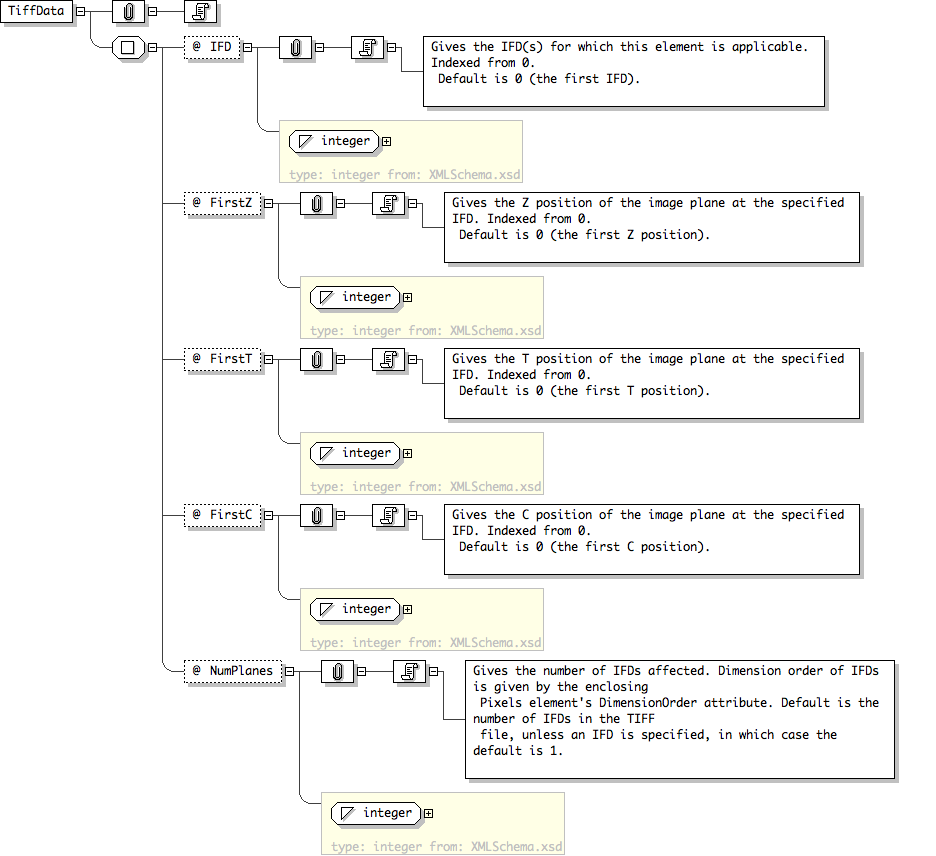 TiffData
@ IFD
Gives the IFD(s) for which this element is applicable.
Indexed from 0.
Default is 0 (the first IFD).
integer
type: integer from: XMLSchema.xsd
@ FirstZ
Gives the Z position of the image plane at the specified
IFD. Indexed from 0.
Default is 0 (the first Z position).
integer
type: integer from: XMLSchema.xsd
@ FirstT
Gives the T position of the image plane at the specified
IFD. Indexed from 0.
Default is 0 (the first T position).
integer
type: integer from: XMLSchema.xsd
@ FirstC
Gives the C position of the image plane at the specified
IFD. Indexed from 0.
Default is 0 (the first C position).
integer
type: integer from: XMLSchema.xsd
@ NumPlanes
Gives the number of IFDs affected. Dimension order of IFDs
is given by the enclosing
Pixels element's DimensionOrder attribute. Default is the
number of IFDs in the TIFF
file, unless an IFD is specified, in which case the
default is 1.
integer
type: integer from: XMLSchema.xsd